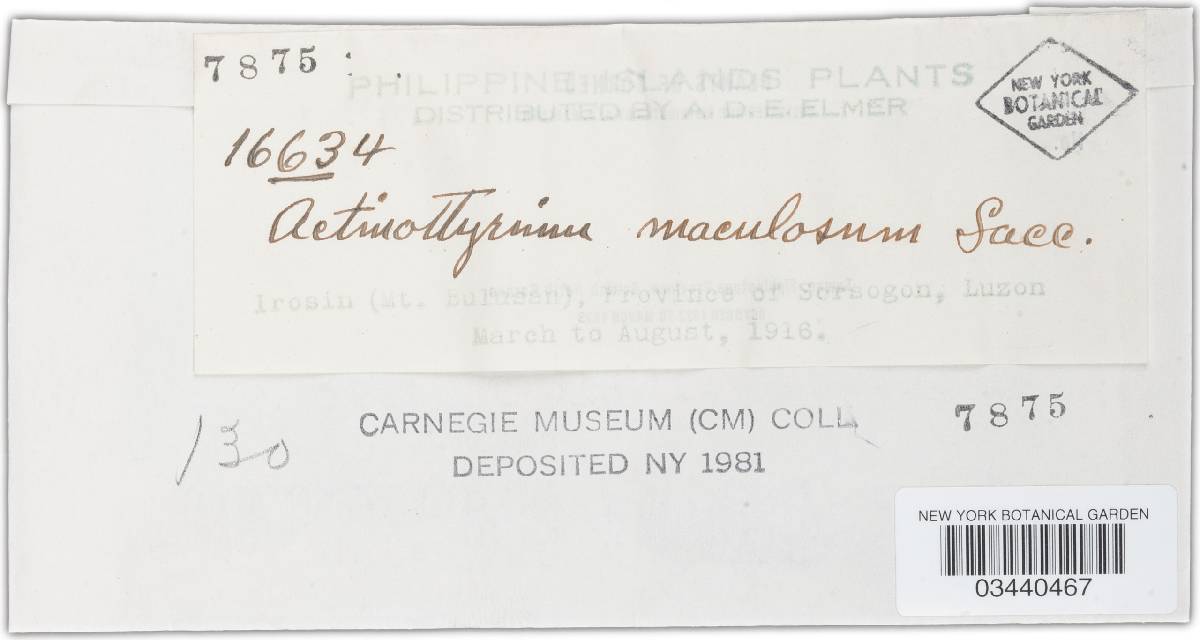 7875
PHILIPPINE ISLANDS PLANTS
DISTRIBUTED BY A. D. E. ELMER
NEW YORK
BOTANICAL
GARDEN
16634
Actinothyrium maculosum Sacc.
Irosin (Mt. Bulusan), Province of Sorsogon, Luzon
March to August, 1916.
130
CARNEGIE MUSEUM (CM) COLL.
DEPOSITED NY 1981
7875
NEW YORK BOTANICAL GARDEN
03440467